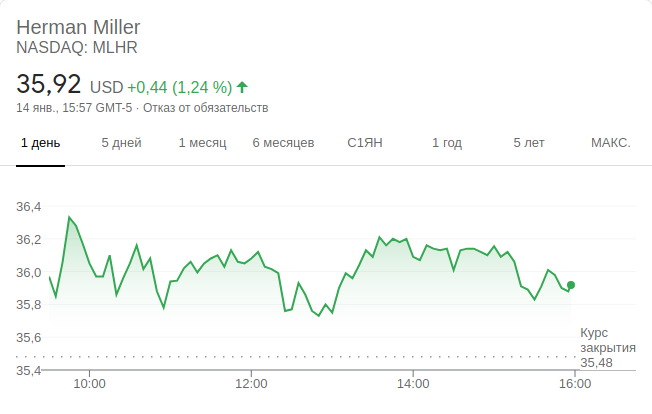 Herman Miller
NASDAQ: MLHR
35,92 USD +0,44 (1,24 %)
14 янв., 15:57 GMT-5 · Отказ от обязательств
1 день 5 дней 1 месяц 6 месяцев С1ЯН 1 год 5 лет МАКС.
36,4
36,2
36,0
35,8
35,6
35,4
Курс
закрытия
35,48
10:00 12:00 14:00 16:00